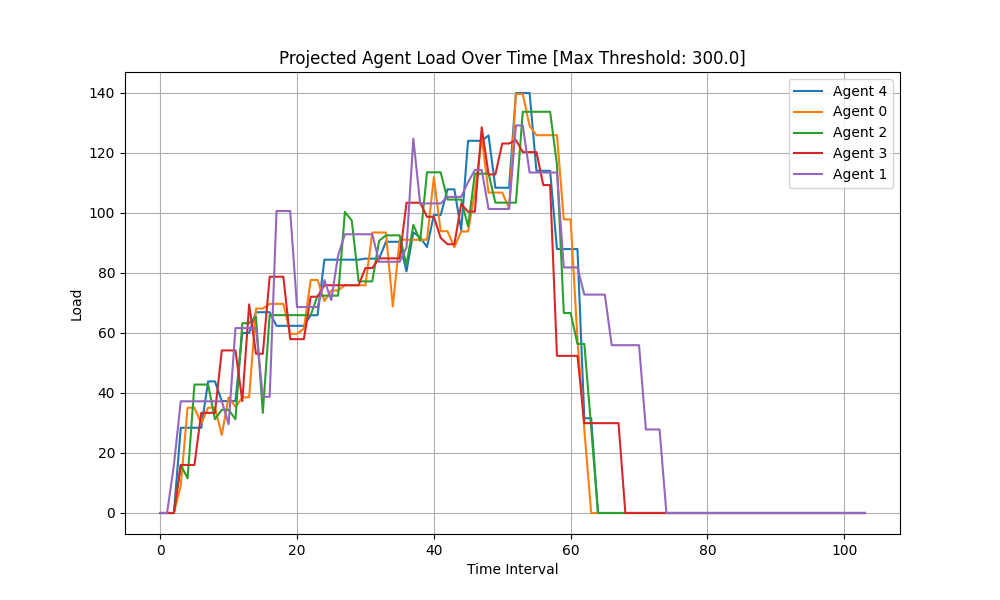 Projected Agent Load Over Time [Max Threshold: 300.0]
140
120
100
80
60
40
20
0
Load
0 20 40 60 80 100
Time Interval
Agent 4
Agent 0
Agent 2
Agent 3
Agent 1